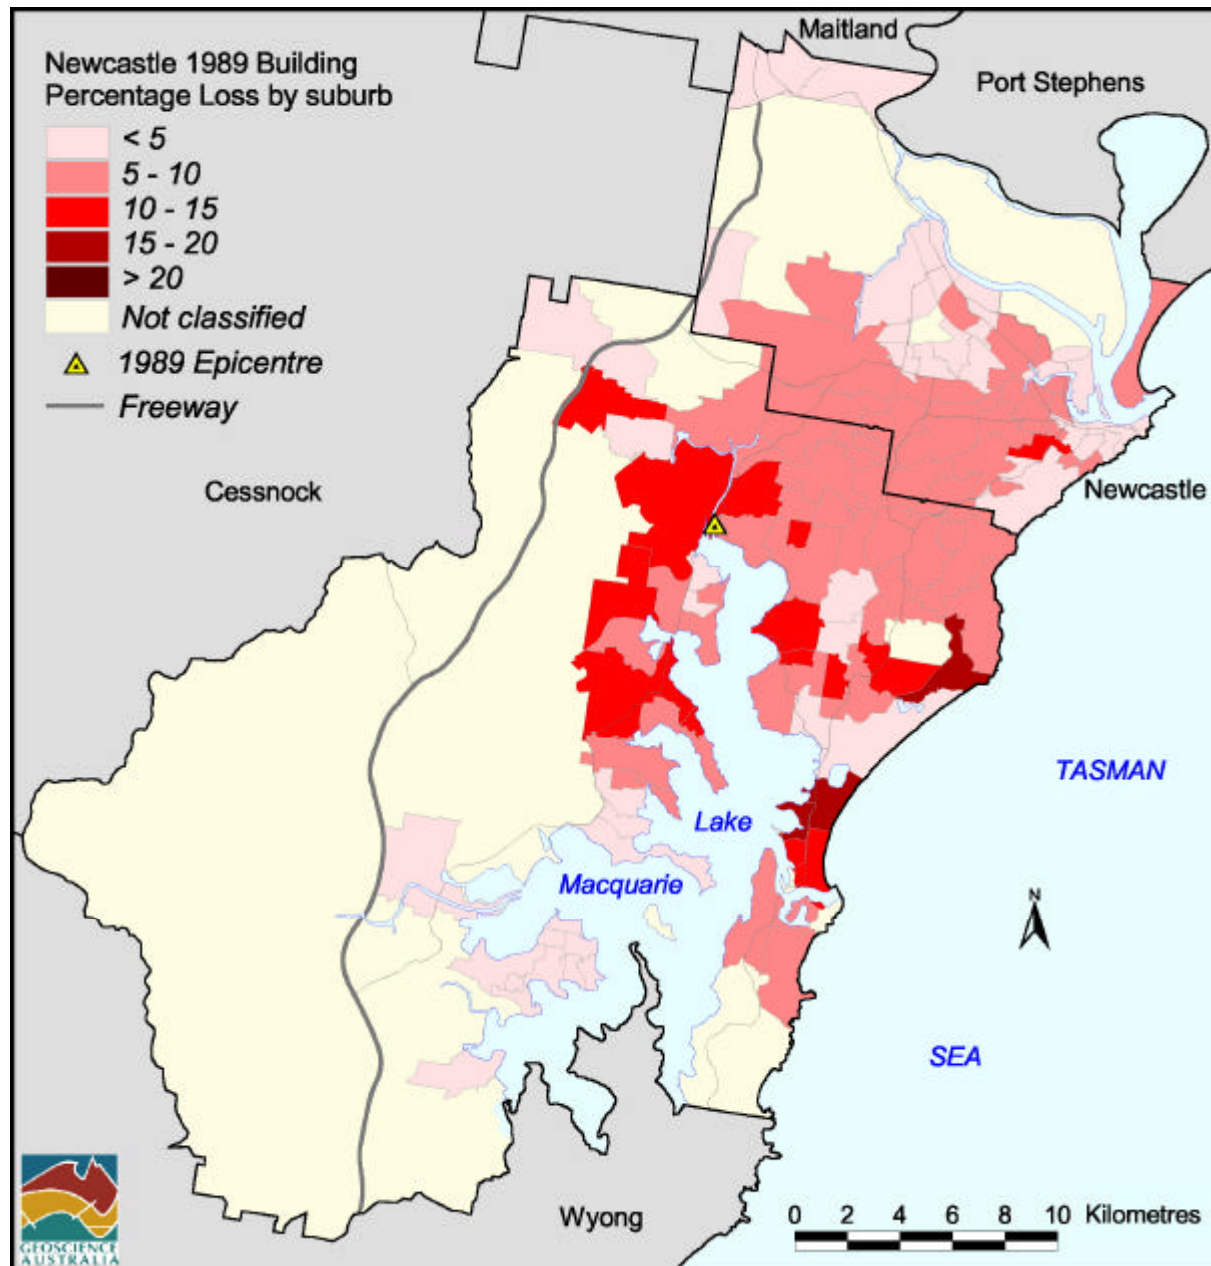 Maitland
Port Stephens
Newcastle 1989 Building
Percentage Loss by suburb
< 5
5 - 10
10 - 15
15 - 20
> 20
Not classified
1989 Epicentre
Freeway
Cessnock
Newcastle
TASMAN
Lake
Macquarie
N
SEA
Wyong
0 2 4 6 8 10 Kilometres
GEOSCIENCE
AUSTRALIA